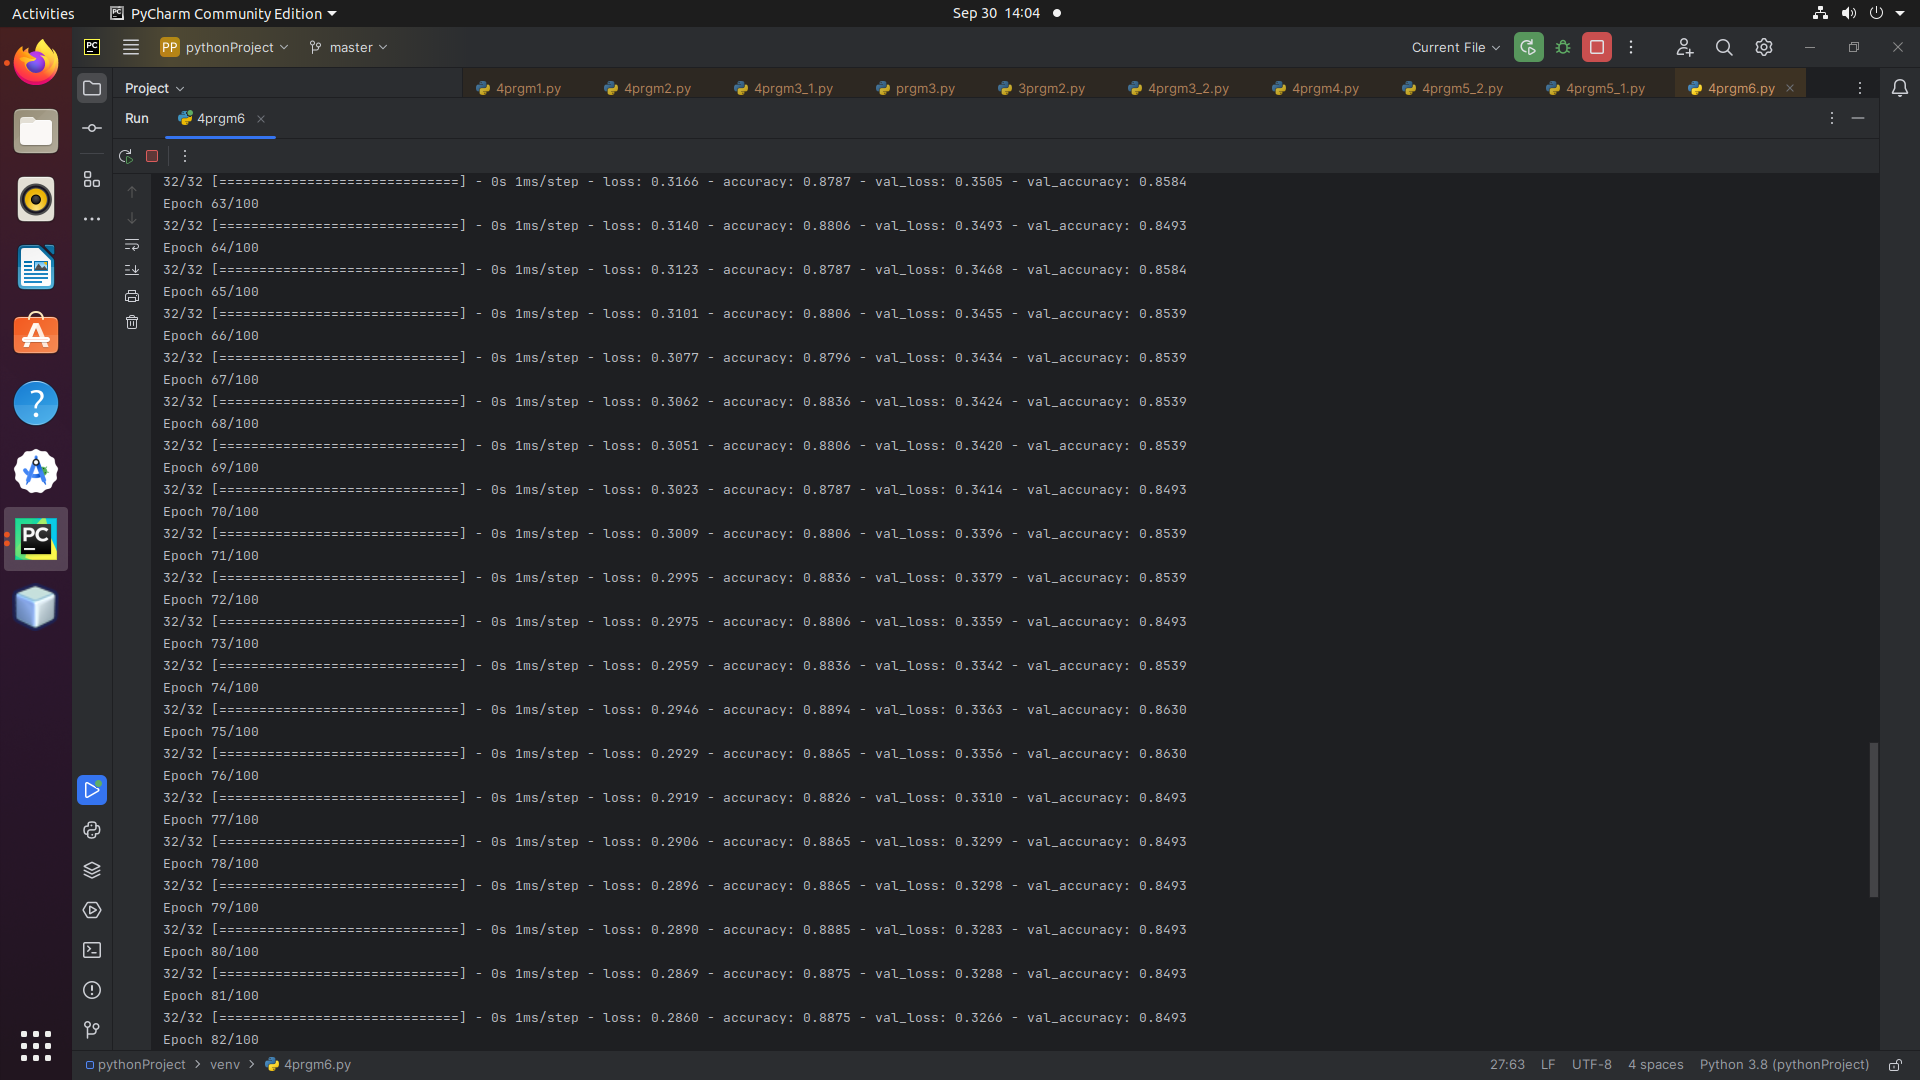 Activities PyCharm Community Edition Sep 30 14:04
PC PP pythonProject master Current File
Project 4prgm1.py 4prgm2.py 4prgm3_1.py prgm3.py 3prgm2.py 4prgm3_2.py 4prgm4.py 4prgm5_2.py 4prgm5_1.py 4prgm6.py
Run 4prgm6
32/32 [==============================] - 0s 1ms/step - loss: 0.3166 - accuracy: 0.8787 - val_loss: 0.3505 - val_accuracy: 0.8584
Epoch 63/100
32/32 [==============================] - 0s 1ms/step - loss: 0.3140 - accuracy: 0.8806 - val_loss: 0.3493 - val_accuracy: 0.8493
Epoch 64/100
32/32 [==============================] - 0s 1ms/step - loss: 0.3123 - accuracy: 0.8787 - val_loss: 0.3468 - val_accuracy: 0.8584
Epoch 65/100
32/32 [==============================] - 0s 1ms/step - loss: 0.3101 - accuracy: 0.8806 - val_loss: 0.3455 - val_accuracy: 0.8539
Epoch 66/100
32/32 [==============================] - 0s 1ms/step - loss: 0.3077 - accuracy: 0.8796 - val_loss: 0.3434 - val_accuracy: 0.8539
Epoch 67/100
32/32 [==============================] - 0s 1ms/step - loss: 0.3062 - accuracy: 0.8836 - val_loss: 0.3424 - val_accuracy: 0.8539
Epoch 68/100
32/32 [==============================] - 0s 1ms/step - loss: 0.3051 - accuracy: 0.8806 - val_loss: 0.3420 - val_accuracy: 0.8539
Epoch 69/100
32/32 [==============================] - 0s 1ms/step - loss: 0.3023 - accuracy: 0.8787 - val_loss: 0.3414 - val_accuracy: 0.8493
Epoch 70/100
32/32 [==============================] - 0s 1ms/step - loss: 0.3009 - accuracy: 0.8806 - val_loss: 0.3396 - val_accuracy: 0.8539
Epoch 71/100
32/32 [==============================] - 0s 1ms/step - loss: 0.2995 - accuracy: 0.8836 - val_loss: 0.3379 - val_accuracy: 0.8539
Epoch 72/100
32/32 [==============================] - 0s 1ms/step - loss: 0.2975 - accuracy: 0.8806 - val_loss: 0.3359 - val_accuracy: 0.8493
Epoch 73/100
32/32 [==============================] - 0s 1ms/step - loss: 0.2959 - accuracy: 0.8836 - val_loss: 0.3342 - val_accuracy: 0.8539
Epoch 74/100
32/32 [==============================] - 0s 1ms/step - loss: 0.2946 - accuracy: 0.8894 - val_loss: 0.3363 - val_accuracy: 0.8630
Epoch 75/100
32/32 [==============================] - 0s 1ms/step - loss: 0.2929 - accuracy: 0.8865 - val_loss: 0.3356 - val_accuracy: 0.8630
Epoch 76/100
32/32 [==============================] - 0s 1ms/step - loss: 0.2919 - accuracy: 0.8826 - val_loss: 0.3310 - val_accuracy: 0.8493
Epoch 77/100
32/32 [==============================] - 0s 1ms/step - loss: 0.2906 - accuracy: 0.8865 - val_loss: 0.3299 - val_accuracy: 0.8493
Epoch 78/100
32/32 [==============================] - 0s 1ms/step - loss: 0.2896 - accuracy: 0.8865 - val_loss: 0.3298 - val_accuracy: 0.8493
Epoch 79/100
32/32 [==============================] - 0s 1ms/step - loss: 0.2890 - accuracy: 0.8885 - val_loss: 0.3283 - val_accuracy: 0.8493
Epoch 80/100
32/32 [==============================] - 0s 1ms/step - loss: 0.2869 - accuracy: 0.8875 - val_loss: 0.3288 - val_accuracy: 0.8493
Epoch 81/100
32/32 [==============================] - 0s 1ms/step - loss: 0.2860 - accuracy: 0.8875 - val_loss: 0.3266 - val_accuracy: 0.8493
Epoch 82/100
pythonProject > venv > 4prgm6.py 27:63 LF UTF-8 4 spaces Python 3.8 (pythonProject)